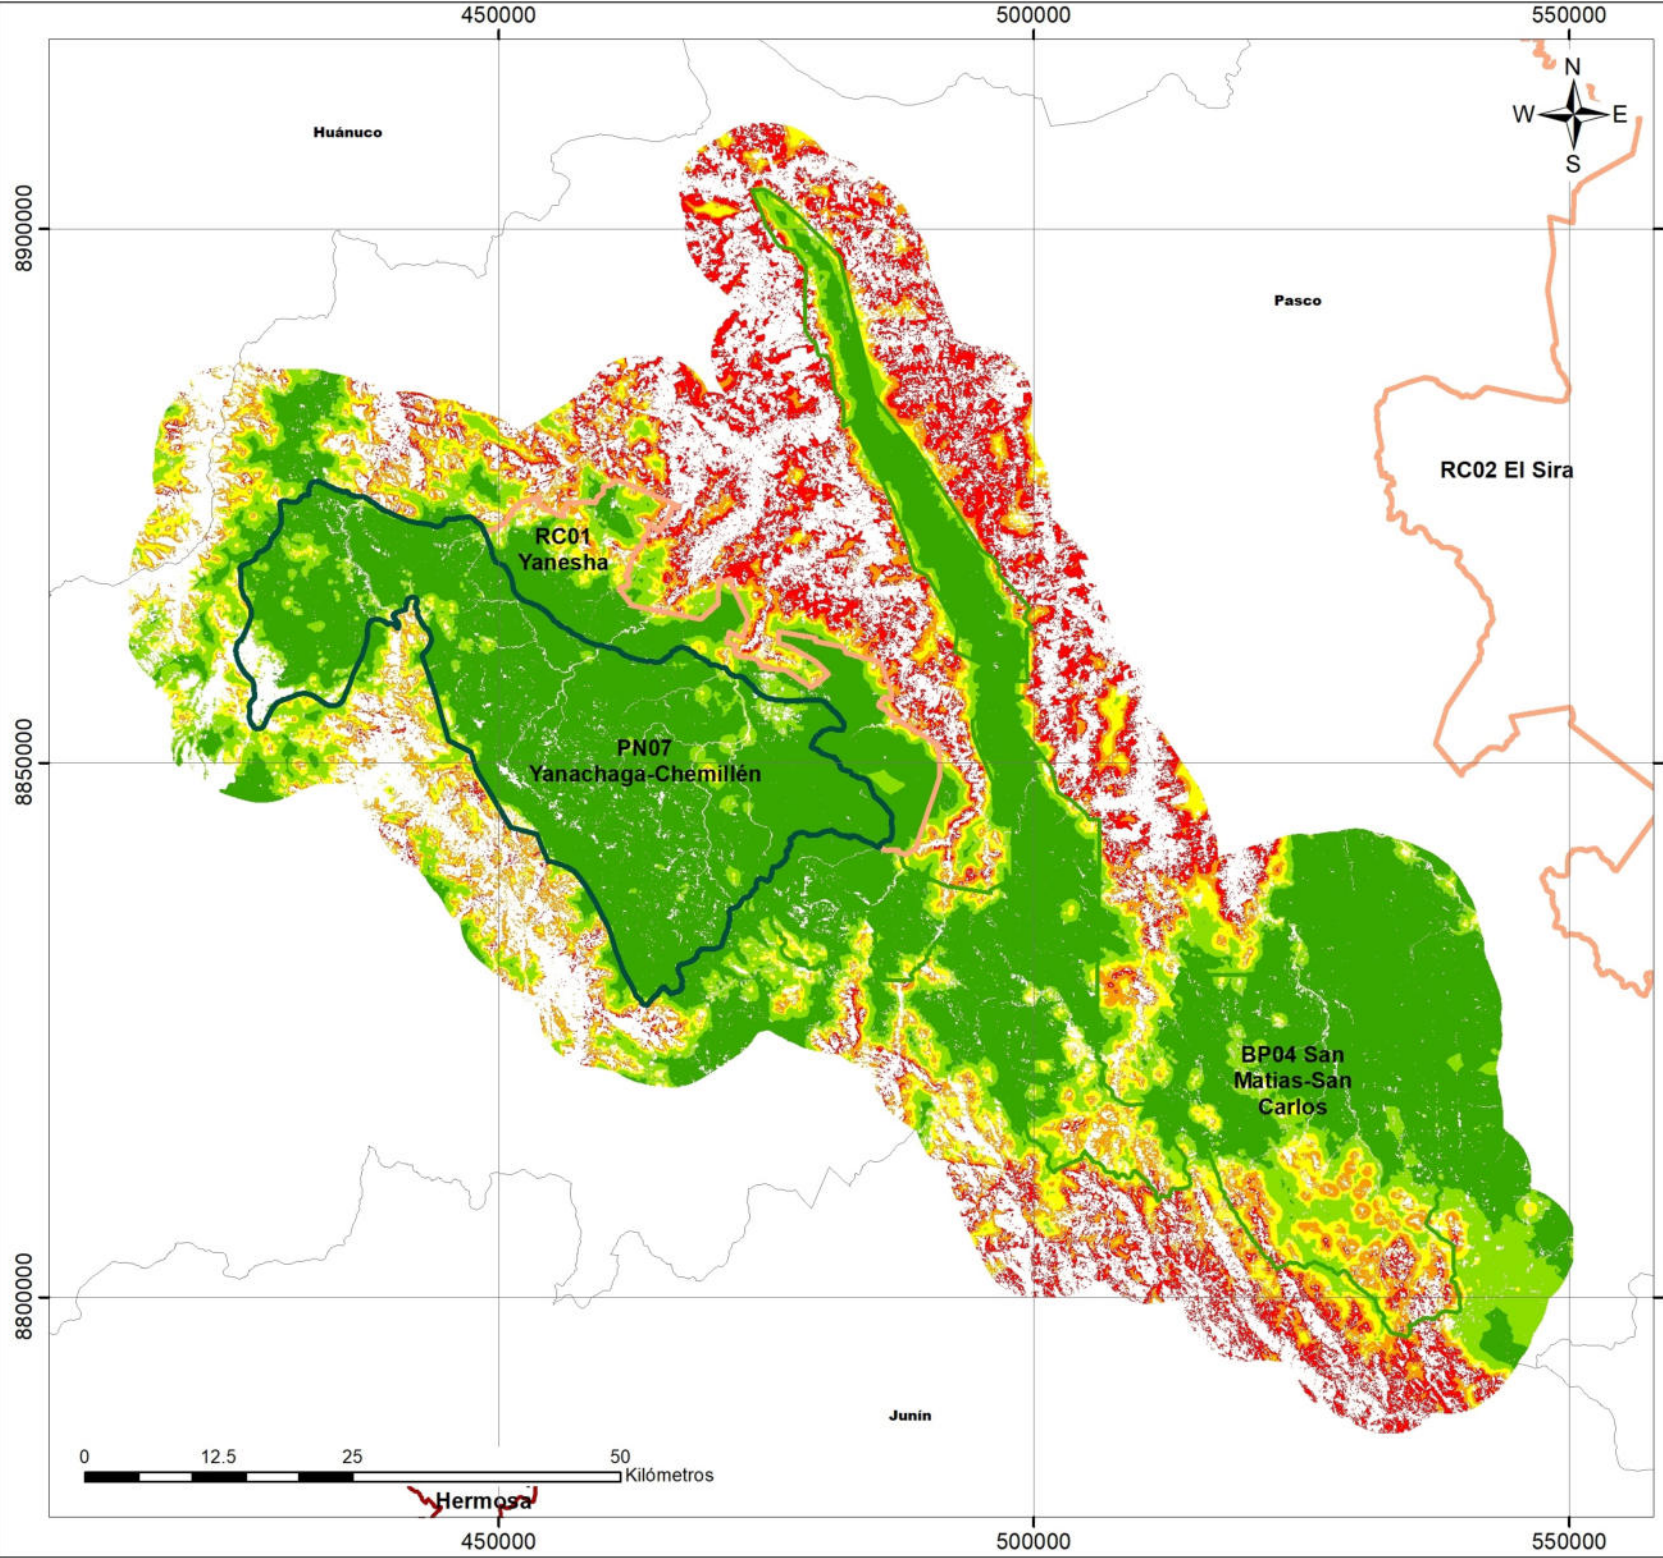 450000
500000
550000
N
W
E
S
Huánuco
8900000
Pasco
RC02 El Sira
RC01
Yanesha
PN07
Yanachaga-Chemillén
8850000
BP04 San
Matias-San
Carlos
8800000
Junín
0
12.5
25
50
Kilómetros
Hermosa
450000
500000
550000